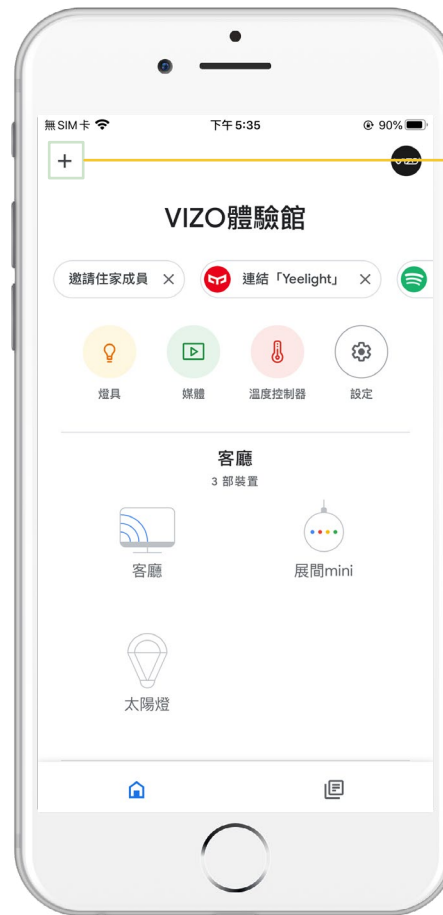 無SIM卡 下午5:35 90%
+ VIZO
VIZO體驗館
邀請住家成員 × 連結「Yeelight」 ×
燈具 媒體 溫度控制器 設定
客廳
3 部裝置
客廳 展間mini
太陽燈